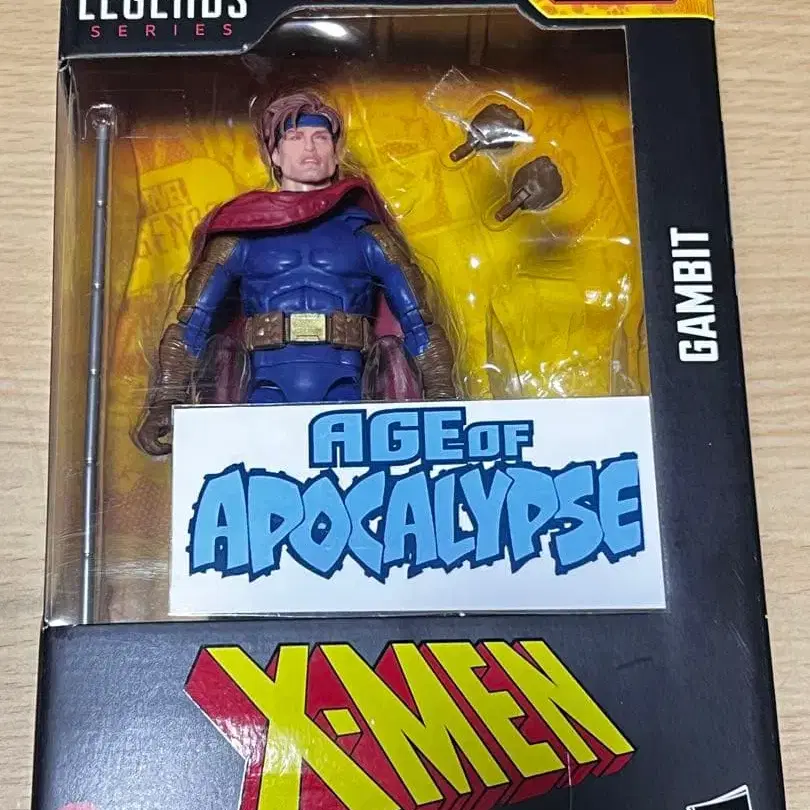 LEGENDS
SERIES
GAMBIT
AGE OF
APOCALYPSE
X-MEN